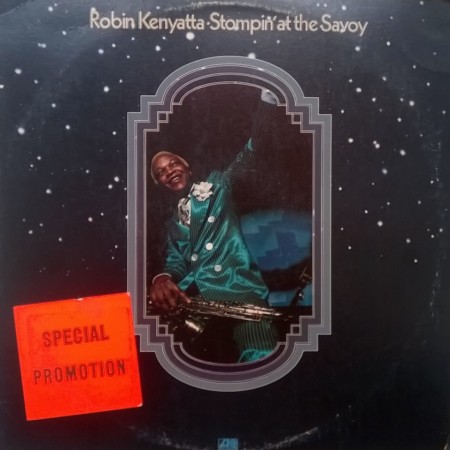 Robin Kenyatta·Stompin' at the Savoy
SPECIAL
PROMOTION